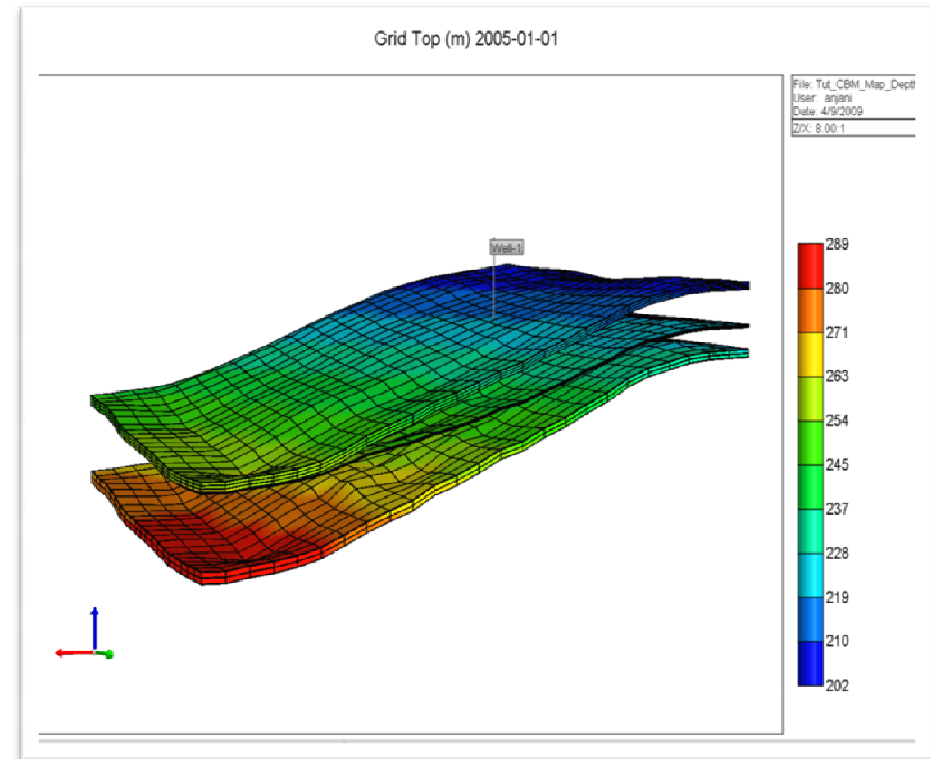 Grid Top (m) 2005-01-01
File: Tut_CBM_Map_Depth
User: anjani
Date: 4/9/2009
Z/X: 8.00:1
Well-1
289
280
271
263
254
245
237
228
219
210
202